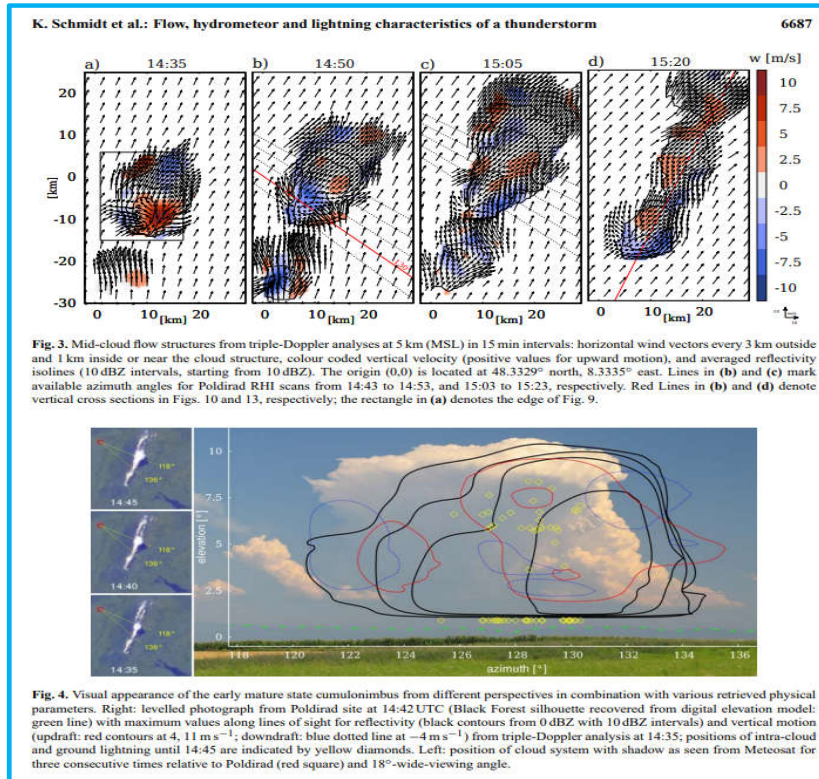 K. Schmidt et al.: Flow, hydrometeor and lightning characteristics of a thunderstorm 6687
a) 14:35 b) 14:50 c) 15:05 d) 15:20 w [m/s]
20
10
0
-10
-20
-30
[km]
0 [km] 20
0 [km] 20
0 [km] 20
0 [km] 20
10
7.5
5
2.5
0
-2.5
-5
-7.5
-10
Fig. 3. Mid-cloud flow structures from triple-Doppler analyses at 5 km (MSL) in 15 min intervals: horizontal wind vectors every 3 km outside
and 1 km inside or near the cloud structure, colour coded vertical velocity (positive values for upward motion), and averaged reflectivity
isolines (10 dBZ intervals, starting from 10 dBZ). The origin (0,0) is located at 48.3329° north, 8.3335° east. Lines in (b) and (c) mark
available azimuth angles for Poldirad RHI scans from 14:43 to 14:53, and 15:03 to 15:23, respectively. Red Lines in (b) and (d) denote
vertical cross sections in Figs. 10 and 13, respectively; the rectangle in (a) denotes the edge of Fig. 9.
118°
136°
14:45
118°
136°
14:40
118°
136°
14:35
10
7.5
5
2.5
0
elevation [°]
118 120 122 124 126 128 130 132 134 136
azimuth [°]
Fig. 4. Visual appearance of the early mature state cumulonimbus from different perspectives in combination with various retrieved physical
parameters. Right: levelled photograph from Poldirad site at 14:42 UTC (Black Forest silhouette recovered from digital elevation model:
green line) with maximum values along lines of sight for reflectivity (black contours from 0 dBZ with 10 dBZ intervals) and vertical motion
(updraft: red contours at 4, 11 m s−1; downdraft: blue dotted line at −4 m s−1) from triple-Doppler analysis at 14:35; positions of intra-cloud
and ground lightning until 14:45 are indicated by yellow diamonds. Left: position of cloud system with shadow as seen from Meteosat for
three consecutive times relative to Poldirad (red square) and 18°-wide-viewing angle.